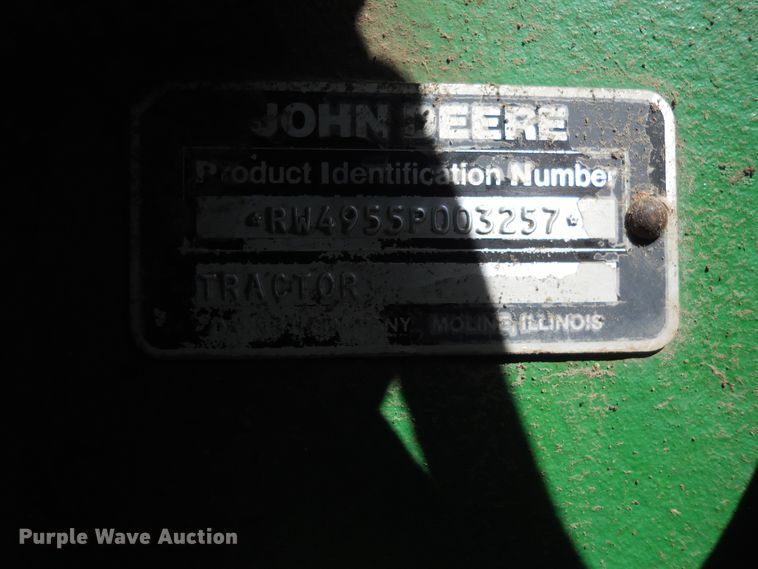 JOHN DEERE
Product Identification Number
*RW4955P003257*
TRACTOR
MOLINE, ILLINOIS
Purple Wave Auction